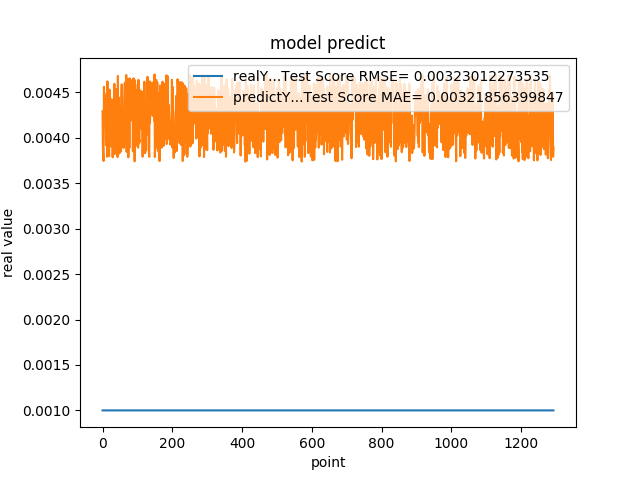 model predict
realY...Test Score RMSE= 0.00323012273535
predictY...Test Score MAE= 0.00321856399847
0.0045
0.0040
0.0035
0.0030
0.0025
0.0020
0.0015
0.0010
real value
0 200 400 600 800 1000 1200
point